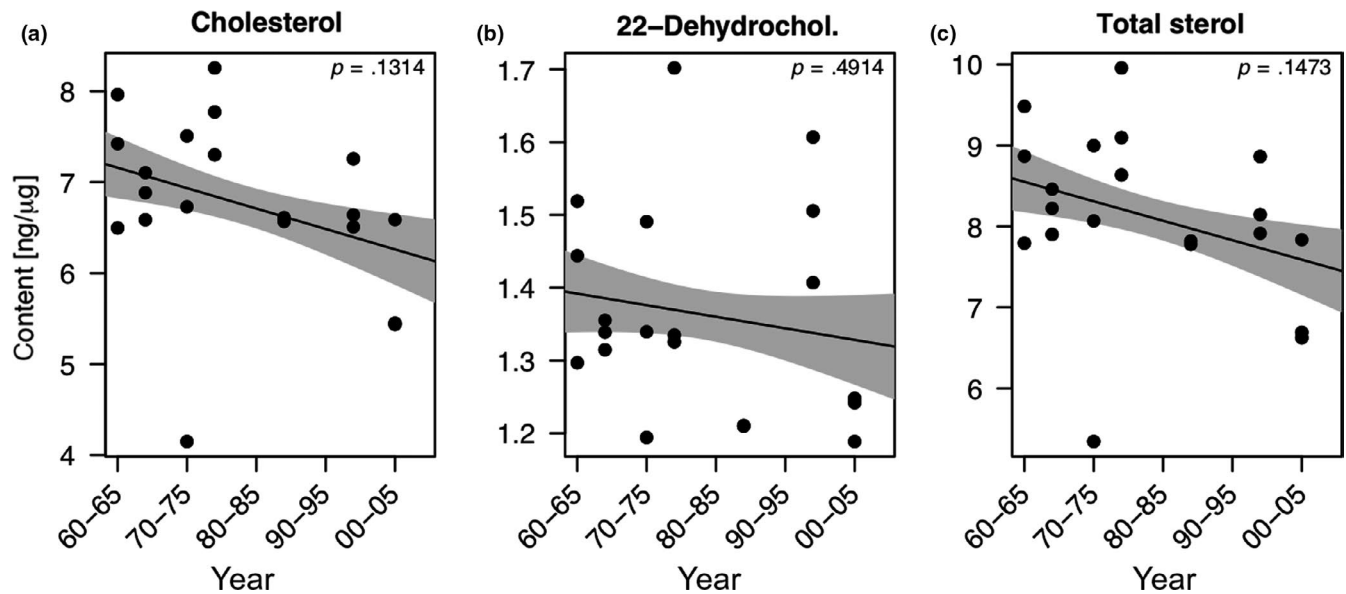 (a) Cholesterol
p = .1314
Content [ng/μg]
8
7
6
5
4
60–65 70–75 80–85 90–95 00–05
Year
(b) 22–Dehydrochol.
p = .4914
1.7
1.6
1.5
1.4
1.3
1.2
60–65 70–75 80–85 90–95 00–05
Year
(c) Total sterol
p = .1473
10
9
8
7
6
60–65 70–75 80–85 90–95 00–05
Year